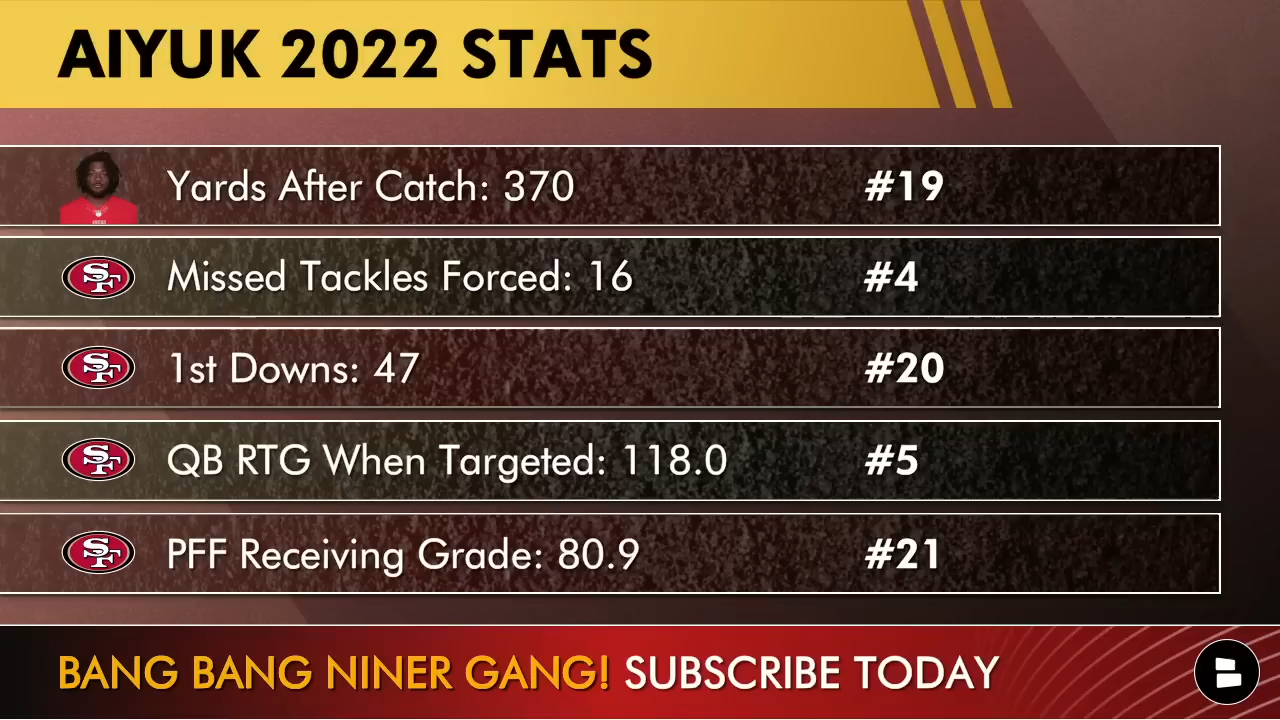 AIYUK 2022 STATS
Yards After Catch: 370 #19
Missed Tackles Forced: 16 #4
1st Downs: 47 #20
QB RTG When Targeted: 118.0 #5
PFF Receiving Grade: 80.9 #21
BANG BANG NINER GANG! SUBSCRIBE TODAY